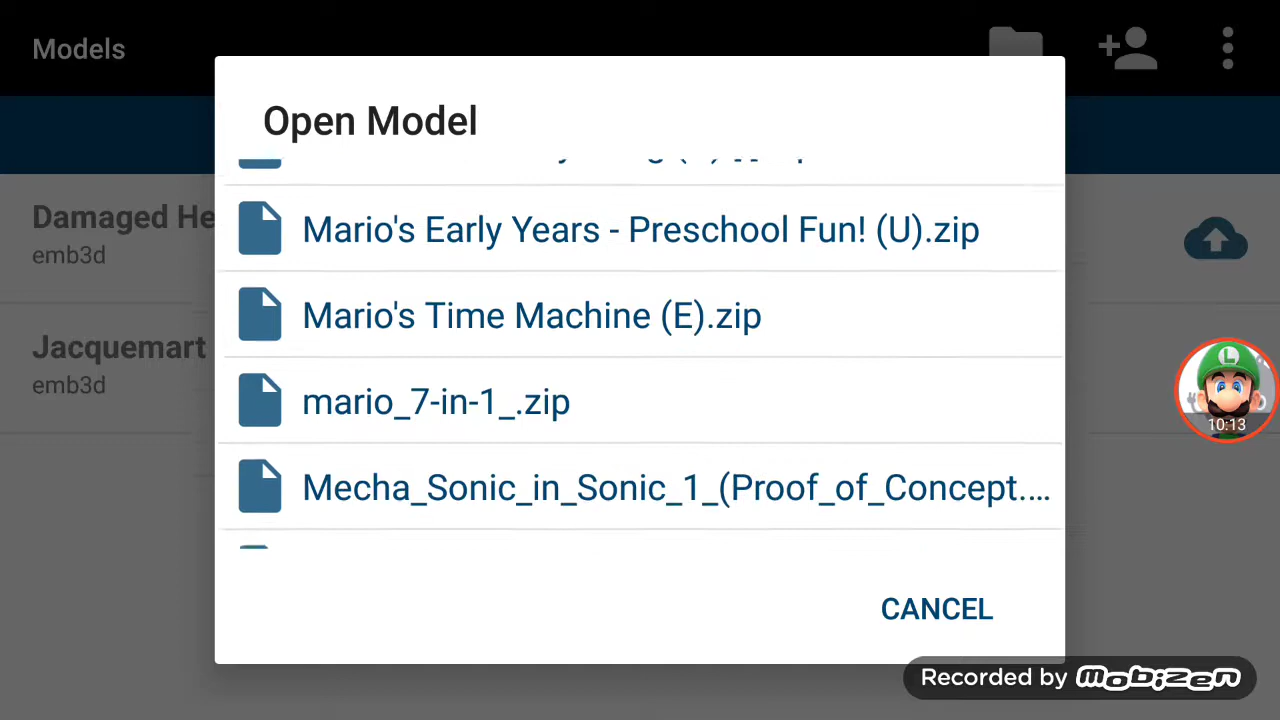 Models
Open Model
Damaged He
emb3d
Mario's Early Years - Preschool Fun! (U).zip
Mario's Time Machine (E).zip
Jacquemart
emb3d
mario_7-in-1_.zip
L
10:13
Mecha_Sonic_in_Sonic_1_(Proof_of_Concept....
CANCEL
Recorded by mobizen